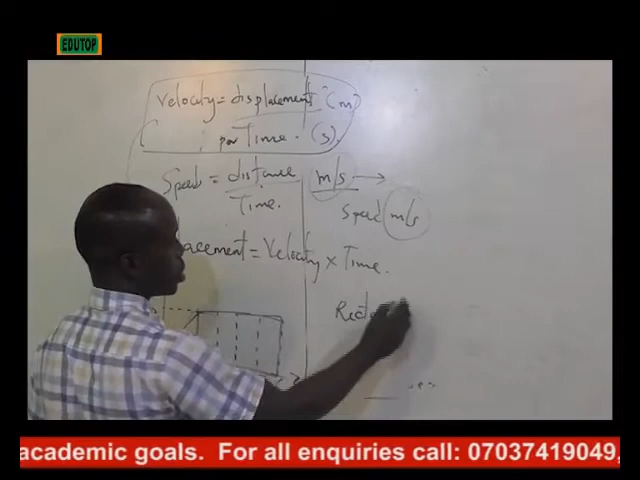 EDUTOP
Velocity = displacement (m)
per Time. (s)
Speed = distance m/s
Time.
Speed m/s
lacement = Velocity × Time.
Rect
academic goals. For all enquiries call: 07037419049,